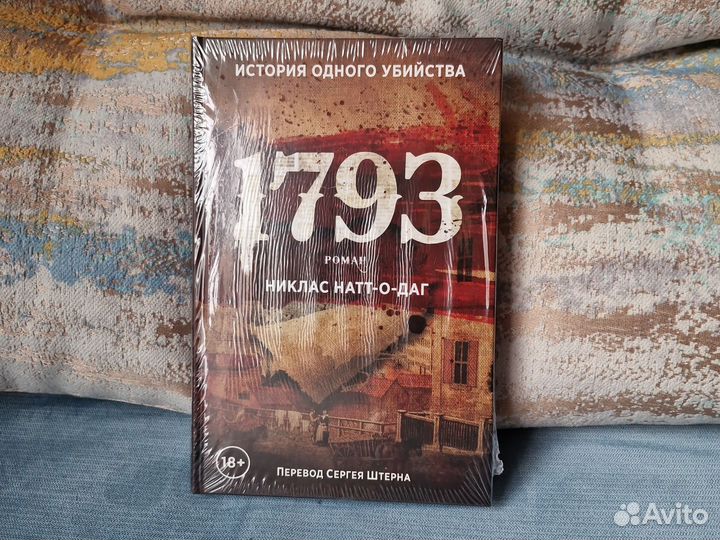 ИСТОРИЯ ОДНОГО УБИЙСТВА
1793
РОМАН
НИКЛАС НАТТ-О-ДАГ
18+
ПЕРЕВОД СЕРГЕЯ ШТЕРНА
Avito